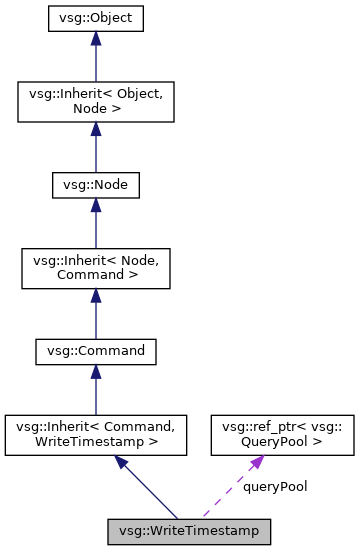 vsg::Object
vsg::Inherit< Object,
Node >
vsg::Node
vsg::Inherit< Node,
Command >
vsg::Command
vsg::Inherit< Command,
WriteTimestamp >
vsg::ref_ptr< vsg::
QueryPool >
queryPool
vsg::WriteTimestamp